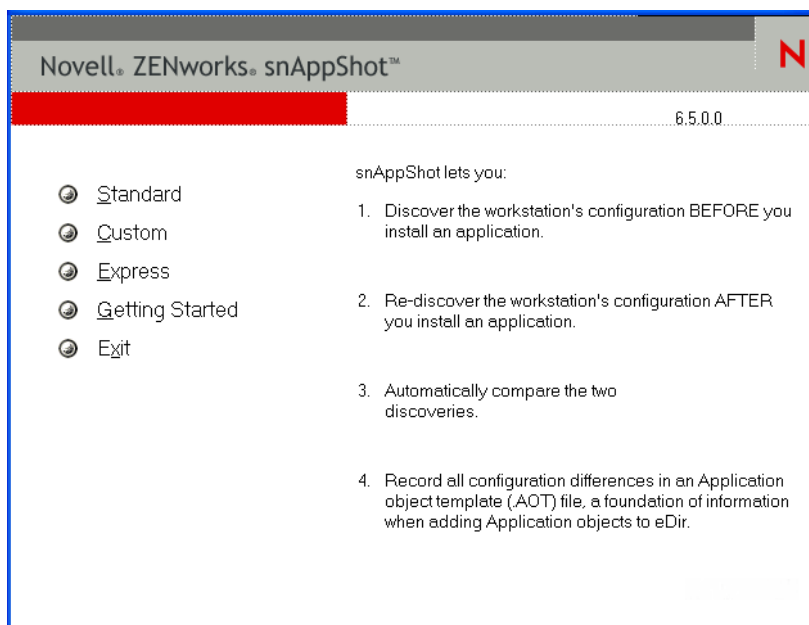 Novell® ZENworks® snAppShot™
N
6.5.0.0
Standard
Custom
Express
Getting Started
Exit
snAppShot lets you:
1. Discover the workstation's configuration BEFORE you
install an application.
2. Re-discover the workstation's configuration AFTER
you install an application.
3. Automatically compare the two
discoveries.
4. Record all configuration differences in an Application
object template (.AOT) file, a foundation of information
when adding Application objects to eDir.